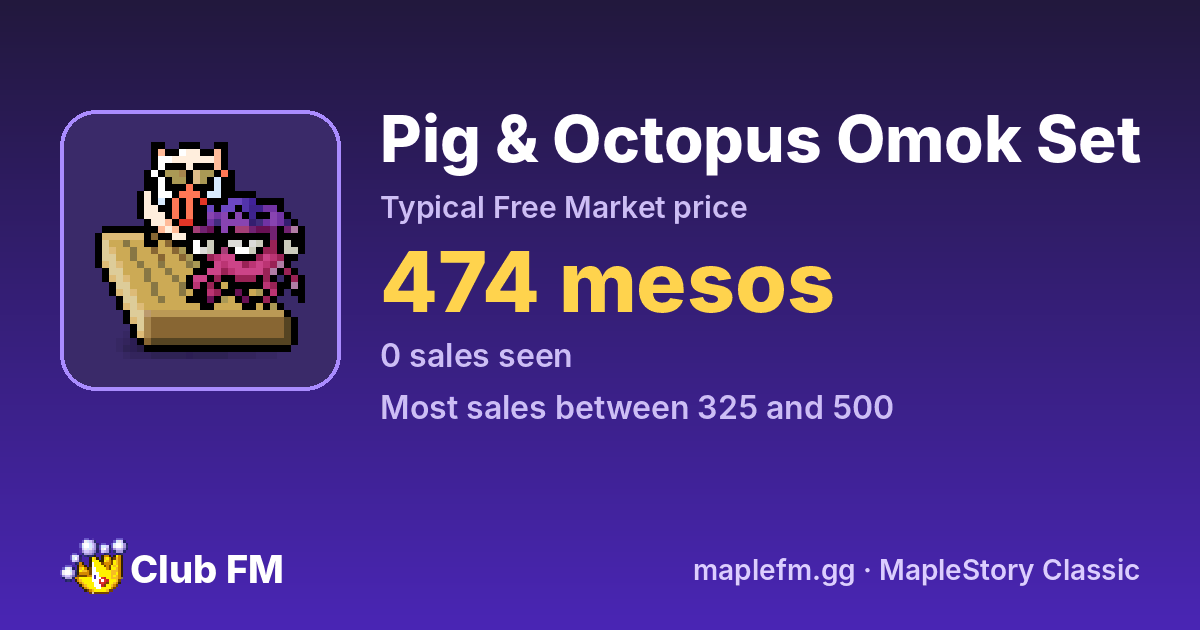 Pig & Octopus Omok Set
Typical Free Market price
474 mesos
0 sales seen
Most sales between 325 and 500
Club FM
maplefm.gg · MapleStory Classic